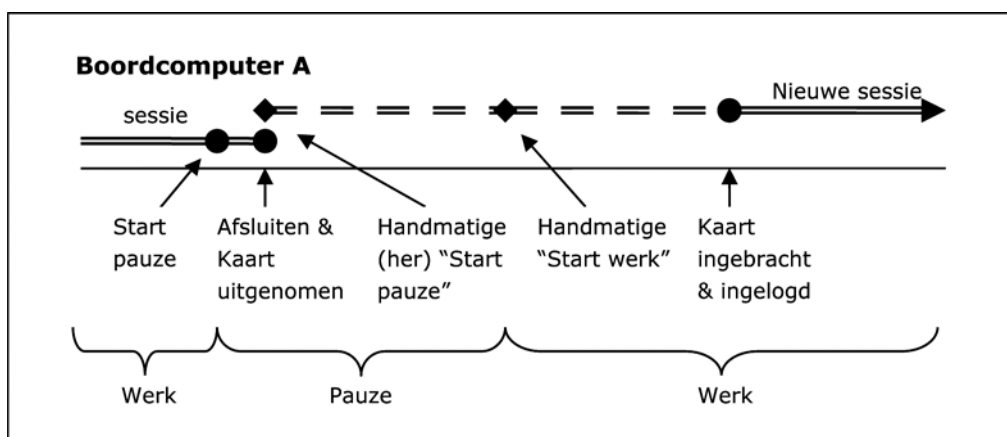 Boordcomputer A
sessie
Nieuwe sessie
Start
pauze
Afsluiten &
Kaart
uitgenomen
Handmatige
(her) “Start
pauze”
Handmatige
“Start werk”
Kaart
ingebracht
& ingelogd
Werk
Pauze
Werk